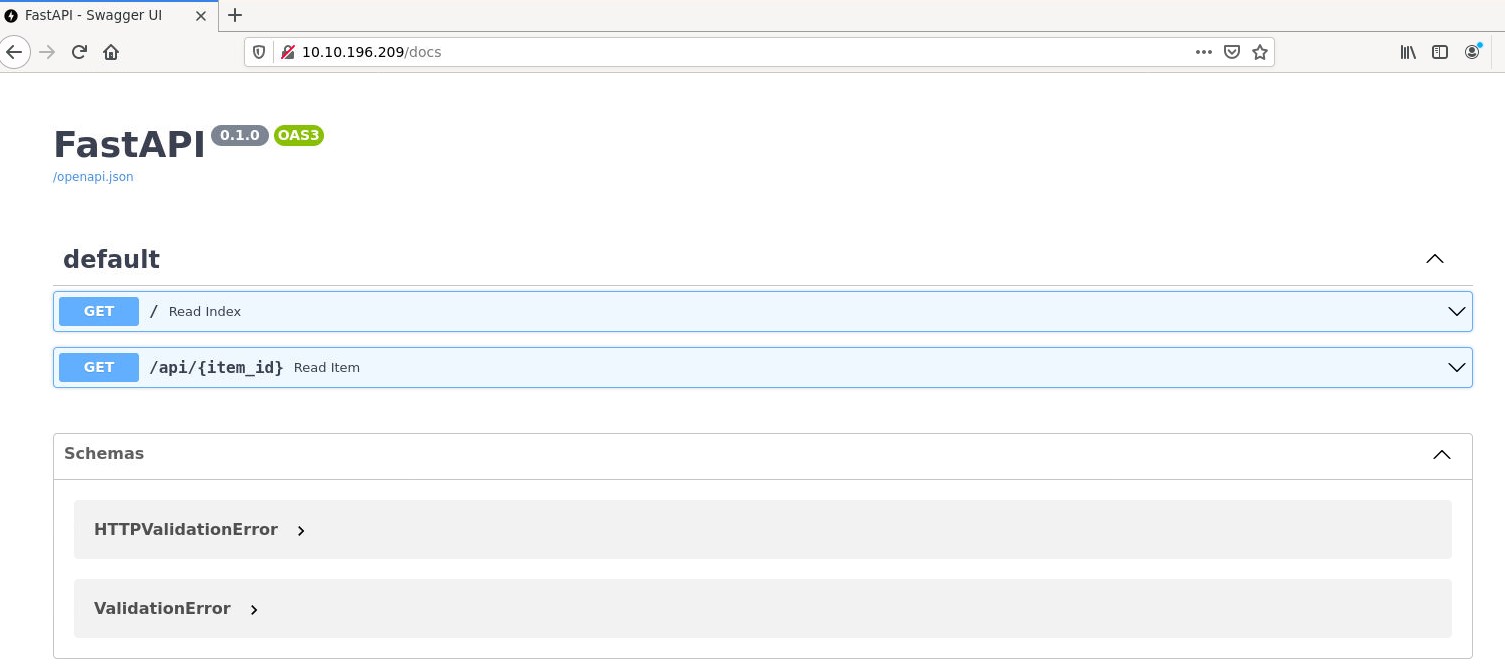 FastAPI - Swagger UI
10.10.196.209/docs
FastAPI 0.1.0 OAS3
/openapi.json
default
GET / Read Index
GET /api/{item_id} Read Item
Schemas
HTTPValidationError
ValidationError